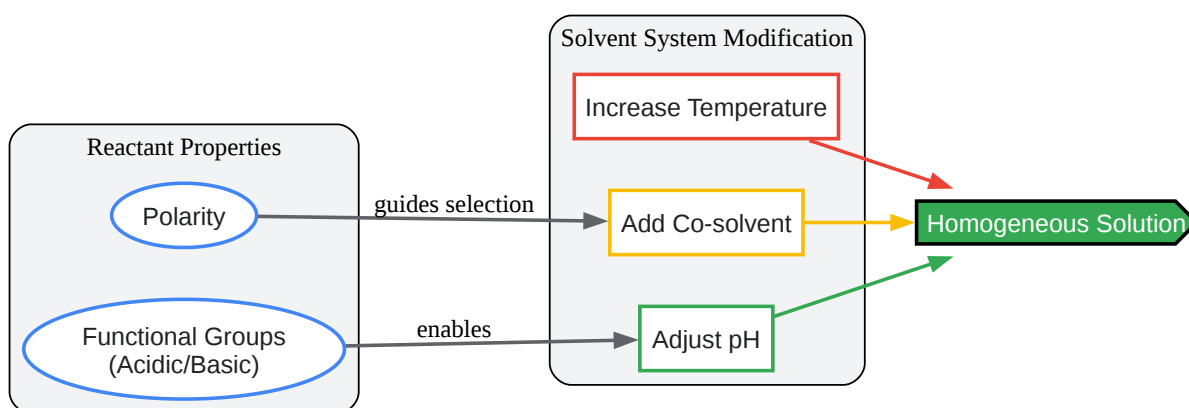 Solvent System Modification
Increase Temperature
Reactant Properties
Polarity
guides selection
Add Co-solvent
Homogeneous Solution
Functional Groups
(Acidic/Basic)
enables
Adjust pH